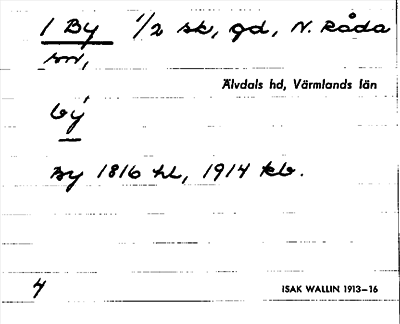 1 By 1/2 sk, gd, N. Råda
sn,
Älvdals hd, Värmlands län
by
By 1816 hl, 1914 kb.
4
ISAK WALLIN 1913–16